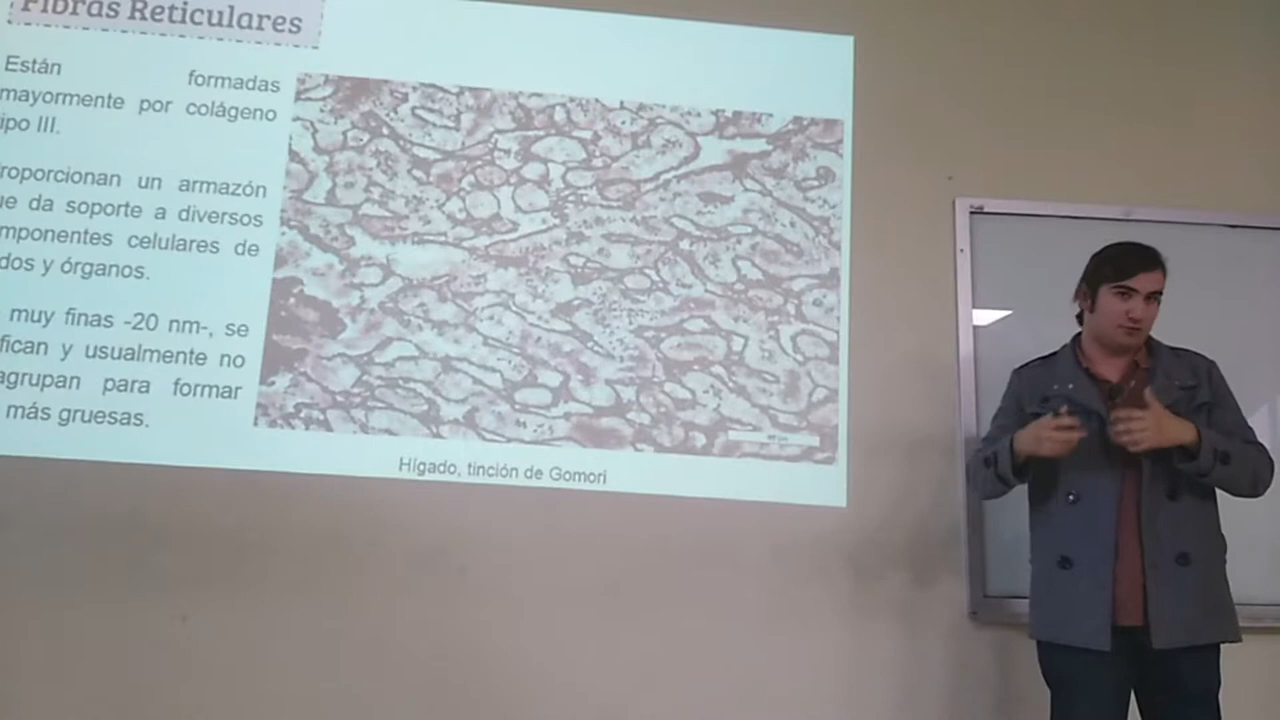 Fibras Reticulares
Están formadas
mayormente por colágeno
ipo III.
roporcionan un armazón
ue da soporte a diversos
mponentes celulares de
dos y órganos.
muy finas -20 nm-, se
fican y usualmente no
agrupan para formar
más gruesas.
Hígado, tinción de Gomori